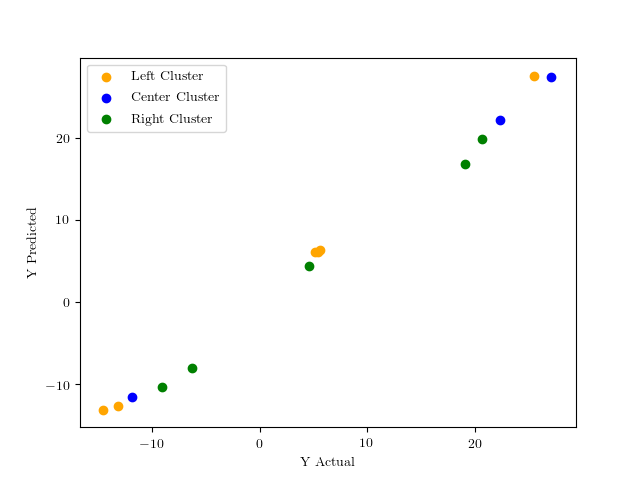 Left Cluster
Center Cluster
Right Cluster
20
10
0
−10
Y Predicted
−10 0 10 20
Y Actual